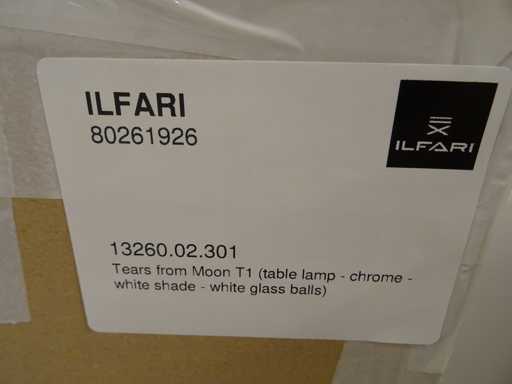 ILFARI
80261926
ILFARI
13260.02.301
Tears from Moon T1 (table lamp - chrome -
white shade - white glass balls)